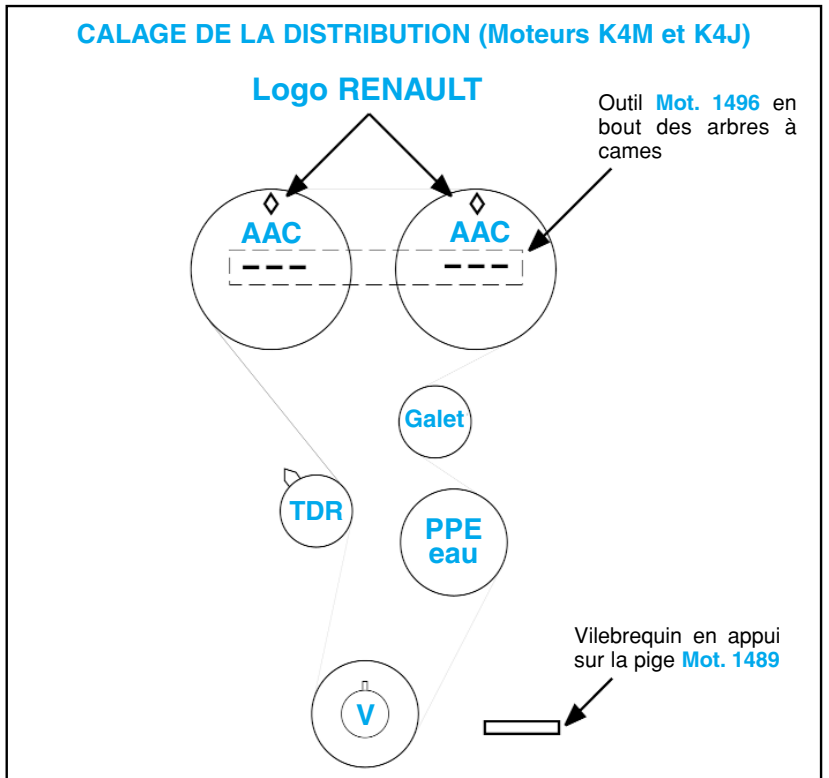 CALAGE DE LA DISTRIBUTION (Moteurs K4M et K4J)
Logo RENAULT
Outil Mot. 1496 en
bout des arbres à
cames
AAC
AAC
Galet
TDR
PPE
eau
Vilebrequin en appui
sur la pige Mot. 1489
V